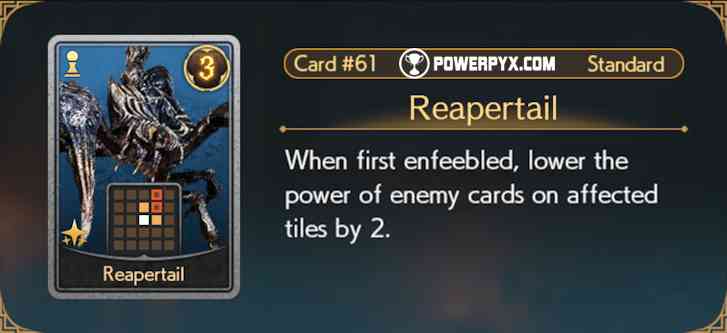 3
Card #61
POWERPYX.COM
Standard
Reapertail
When first enfeebled, lower the
power of enemy cards on affected
tiles by 2.
Reapertail